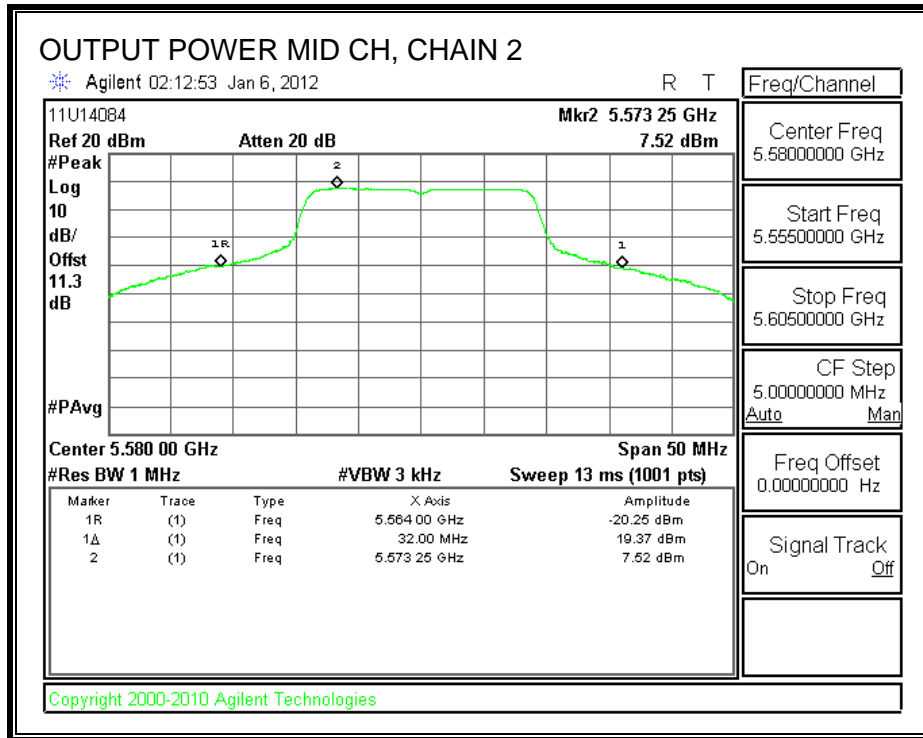 OUTPUT POWER MID CH, CHAIN 2
Agilent 02:12:53 Jan 6, 2012 R T
11U14084 Mkr2 5.573 25 GHz
Ref 20 dBm Atten 20 dB 7.52 dBm
#Peak
Log
10
dB/
Offst
11.3
dB
#PAvg
2
1R
1
Center 5.580 00 GHz Span 50 MHz
#Res BW 1 MHz #VBW 3 kHz Sweep 13 ms (1001 pts)
Marker Trace Type X Axis Amplitude
1R (1) Freq 5.564 00 GHz -20.25 dBm
1Δ (1) Freq 32.00 MHz 19.37 dBm
2 (1) Freq 5.573 25 GHz 7.52 dBm
Copyright 2000-2010 Agilent Technologies
Freq/Channel
Center Freq
5.58000000 GHz
Start Freq
5.55500000 GHz
Stop Freq
5.60500000 GHz
CF Step
5.00000000 MHz
Auto Man
Freq Offset
0.00000000 Hz
Signal Track
On Off